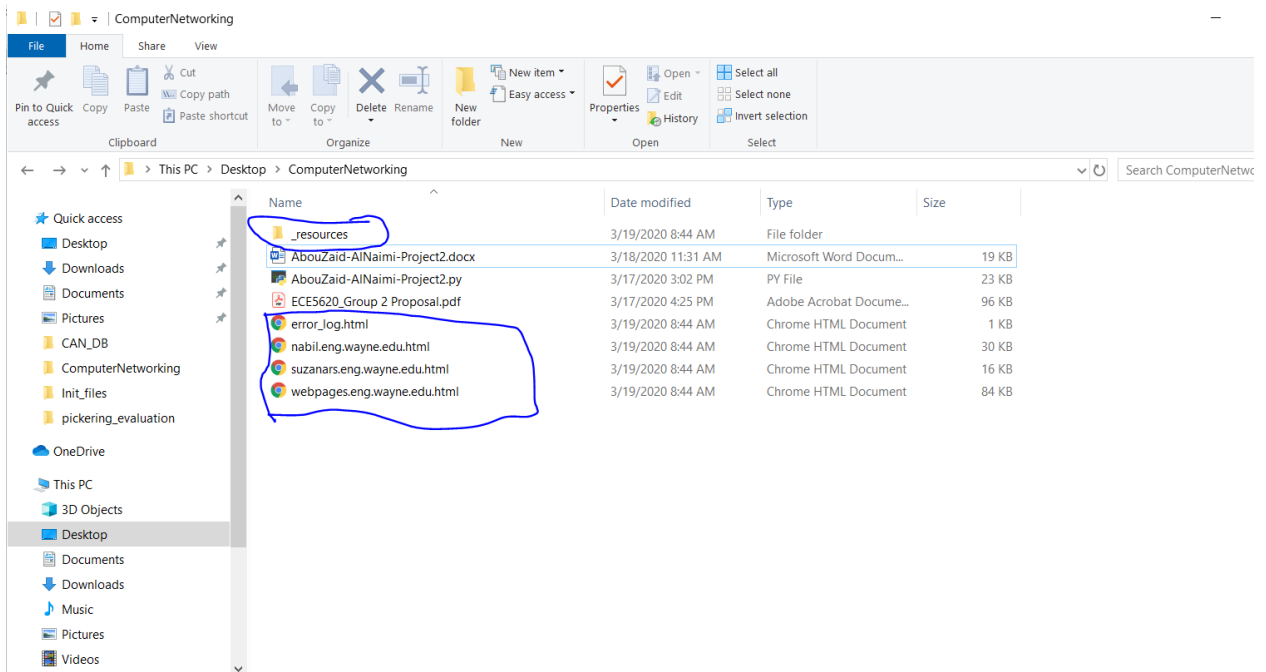 ComputerNetworking
File Home Share View
Pin to Quick access
Copy
Paste
Cut
Copy path
Paste shortcut
Clipboard
Move to
Copy to
Delete
Rename
Organize
New folder
New item
Easy access
New
Properties
Open
Edit
History
Open
Select all
Select none
Invert selection
Select
This PC > Desktop > ComputerNetworking
Search ComputerNetwo
Quick access
Desktop
Downloads
Documents
Pictures
CAN_DB
ComputerNetworking
Init_files
pickering_evaluation
OneDrive
This PC
3D Objects
Desktop
Documents
Downloads
Music
Pictures
Videos
Name Date modified Type Size
_resources 3/19/2020 8:44 AM File folder
AbouZaid-AlNaimi-Project2.docx 3/18/2020 11:31 AM Microsoft Word Docum... 19 KB
AbouZaid-AlNaimi-Project2.py 3/17/2020 3:02 PM PY File 23 KB
ECE5620_Group 2 Proposal.pdf 3/17/2020 4:25 PM Adobe Acrobat Docume... 96 KB
error_log.html 3/19/2020 8:44 AM Chrome HTML Document 1 KB
nabil.eng.wayne.edu.html 3/19/2020 8:44 AM Chrome HTML Document 30 KB
suzanars.eng.wayne.edu.html 3/19/2020 8:44 AM Chrome HTML Document 16 KB
webpages.eng.wayne.edu.html 3/19/2020 8:44 AM Chrome HTML Document 84 KB